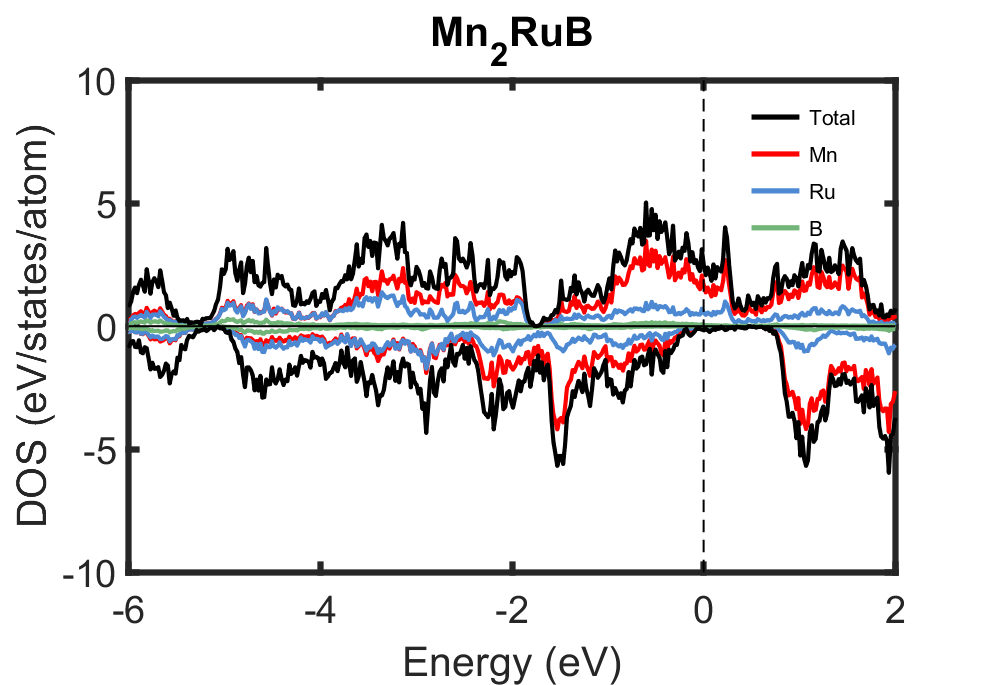 Mn₂RuB
10
5
0
-5
-10
DOS (eV/states/atom)
Total
Mn
Ru
B
-6
-4
-2
0
2
Energy (eV)